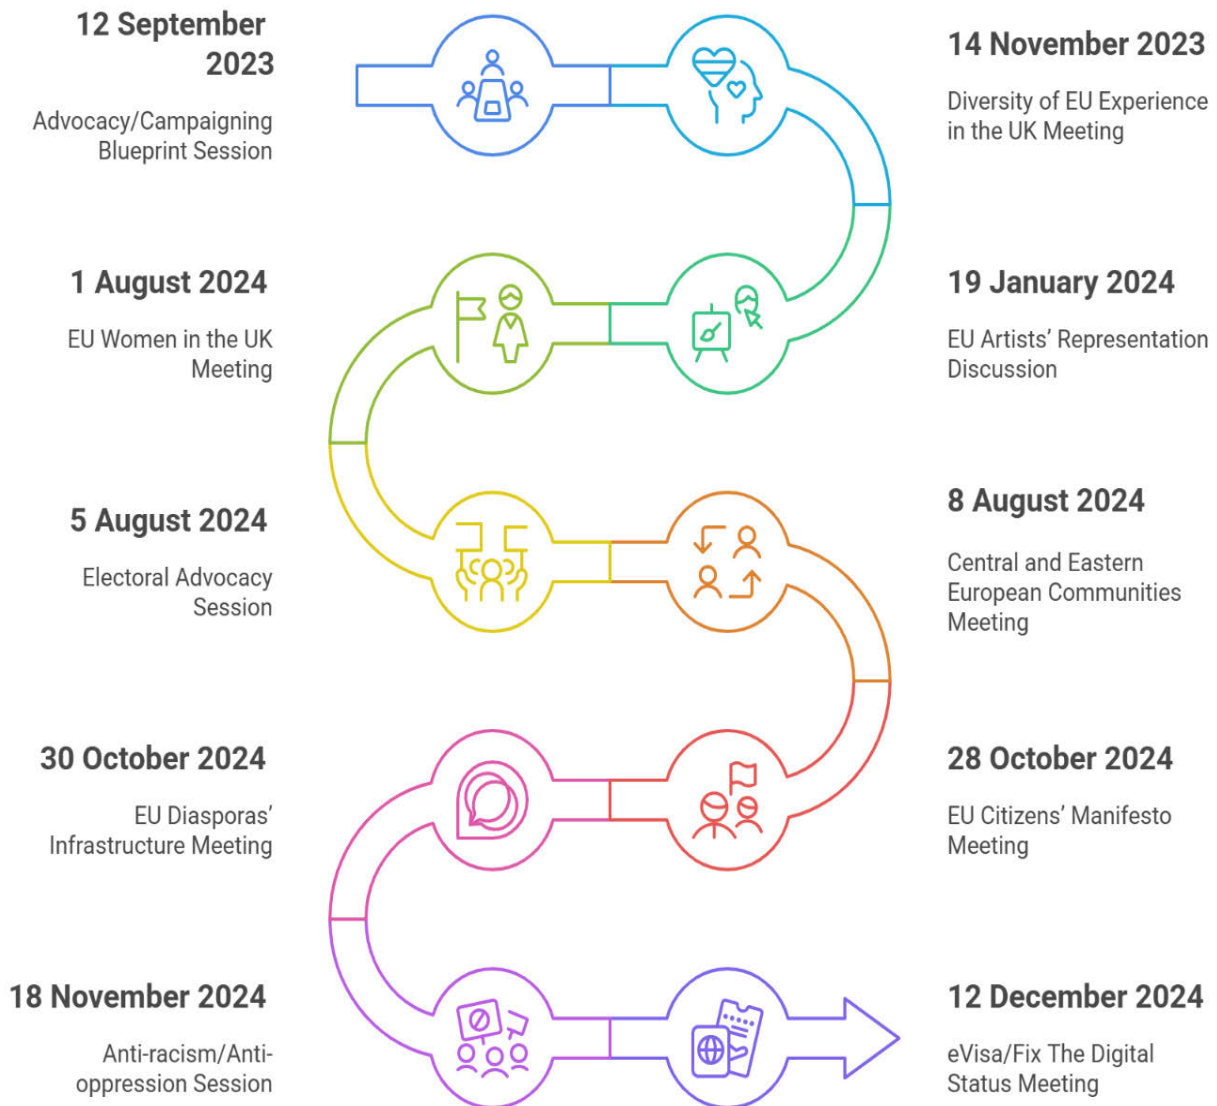 12 September
2023
Advocacy/Campaigning
Blueprint Session
14 November 2023
Diversity of EU Experience
in the UK Meeting
19 January 2024
EU Artists’ Representation
Discussion
1 August 2024
EU Women in the UK
Meeting
5 August 2024
Electoral Advocacy
Session
8 August 2024
Central and Eastern
European Communities
Meeting
28 October 2024
EU Citizens’ Manifesto
Meeting
30 October 2024
EU Diasporas’
Infrastructure Meeting
18 November 2024
Anti-racism/Anti-
oppression Session
12 December 2024
eVisa/Fix The Digital
Status Meeting